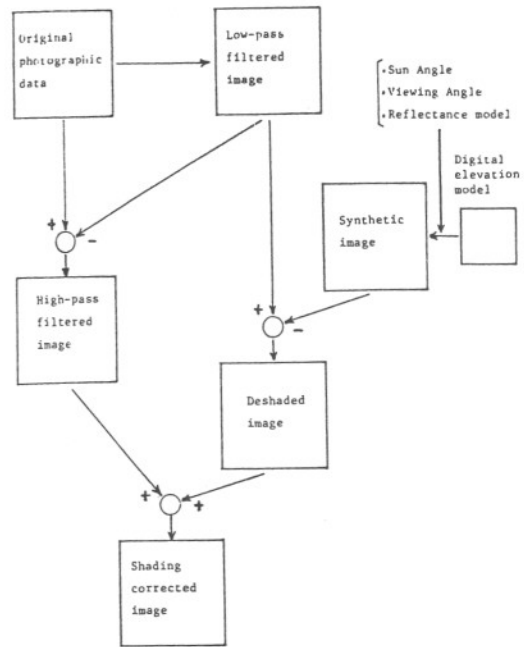 Original
photographic
data
Low-pass
filtered
image
•Sun Angle
•Viewing Angle
•Reflectance model
Digital
elevation
model
Synthetic
image
+
-
High-pass
filtered
image
+
-
Deshaded
image
+
+
Shading
corrected
image